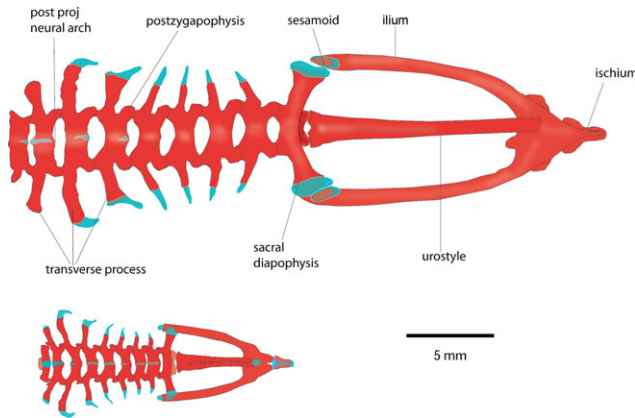 sesamoid
ilium
post proj
neural arch
postzygapophysis
ischium
transverse process
sacral
diapophysis
urostyle
5 mm